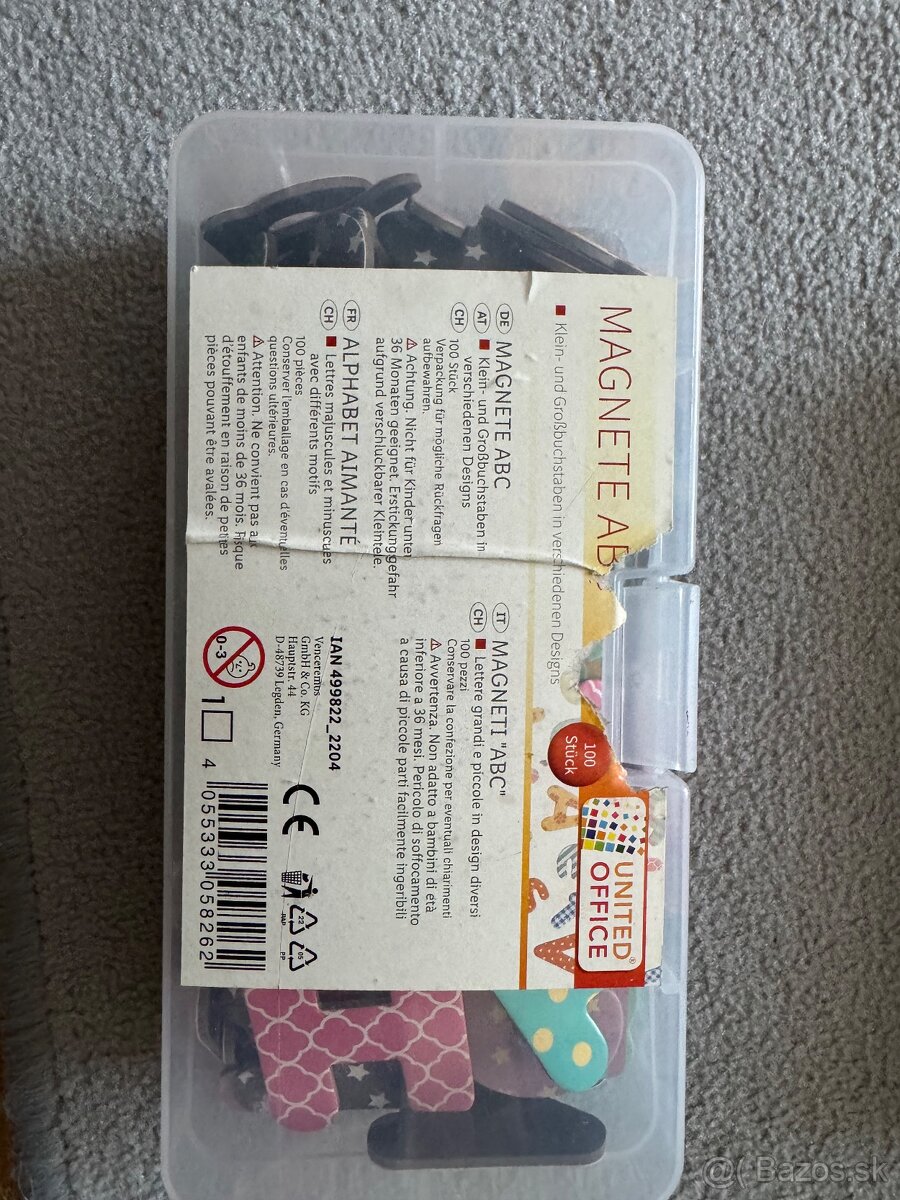 MAGNETE AB
■ Klein- und Großbuchstaben in verschiedenen Designs
100
Stück
UNITED
OFFICE®
DE MAGNETE ABC
AT ■ Klein- und Großbuchstaben in
CH verschiedenen Designs
100 Stück
Verpackung für mögliche Rückfragen
aufbewahren.
⚠ Achtung. Nicht für Kinder unter
36 Monaten geeignet. Erstickungsgefahr
aufgrund verschluckbarer Kleinteile.
FR ALPHABET AIMANTÉ
CH ■ Lettres majuscules et minuscules
avec différents motifs
100 pièces
Conserver l'emballage en cas d'éventuelles
questions ultérieures.
⚠ Attention. Ne convient pas aux
enfants de moins de 36 mois. Risque
d'étouffement en raison de petites
pièces pouvant être avalées.
IT MAGNETI "ABC"
CH ■ Lettere grandi e piccole in design diversi
100 pezzi
Conservare la confezione per eventuali chiarimenti
⚠ Avvertenza. Non adatto a bambini di età
inferiore a 36 mesi. Pericolo di soffocamento
a causa di piccole parti facilmente ingeribili
IAN 499822_2204
Venceremos
GmbH & Co. KG
Hauptstr. 44
D-48739 Legden, Germany
0-3
1
CE
22
PAP
05
PP
4 055333 058262
@( Bazos.sk